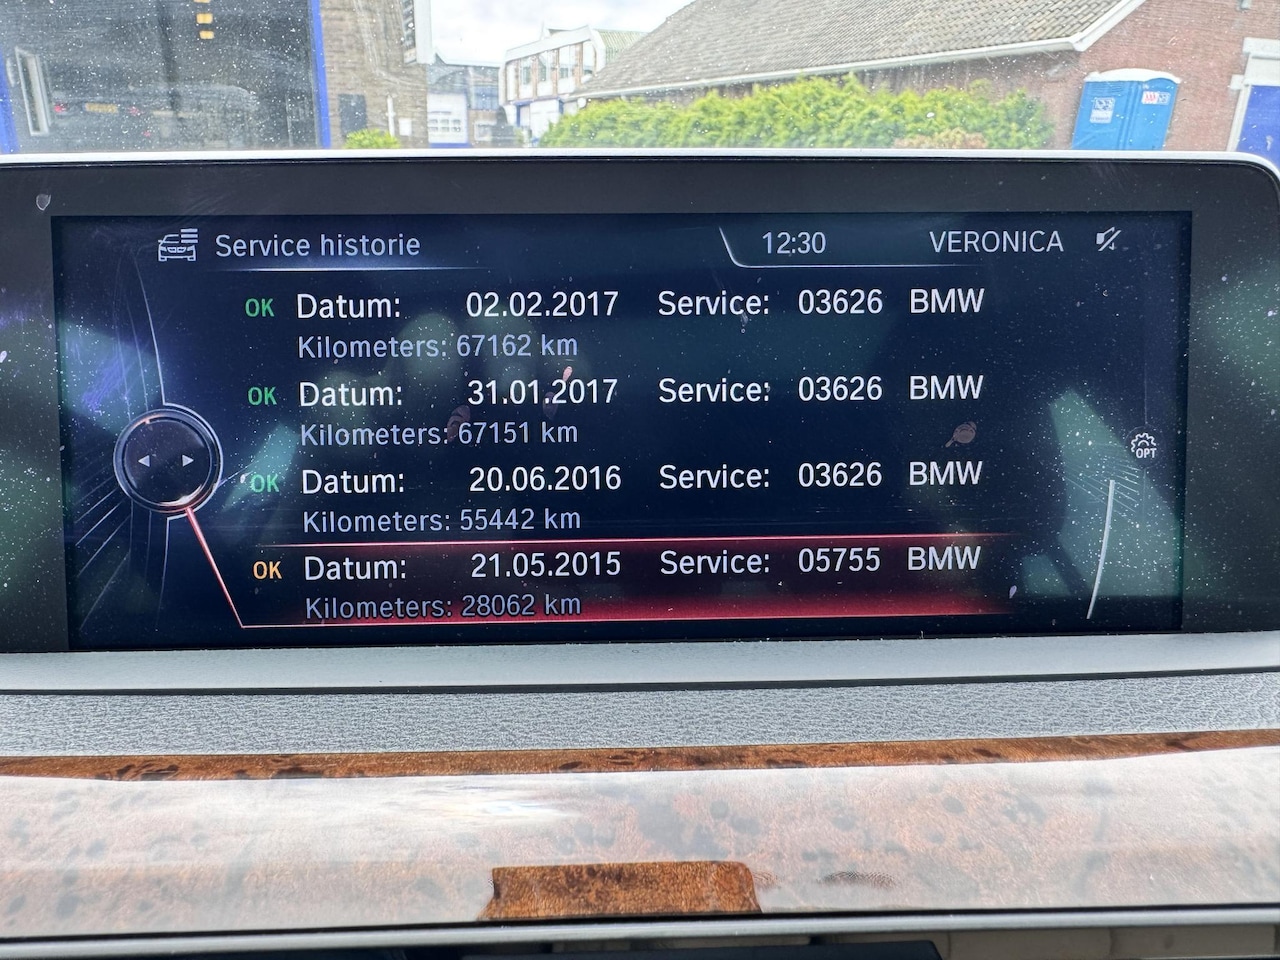 Service historie 12:30 VERONICA
OK Datum: 02.02.2017 Service: 03626 BMW
Kilometers: 67162 km
OK Datum: 31.01.2017 Service: 03626 BMW
Kilometers: 67151 km
OK Datum: 20.06.2016 Service: 03626 BMW
Kilometers: 55442 km
OK Datum: 21.05.2015 Service: 05755 BMW
Kilometers: 28062 km
OPT